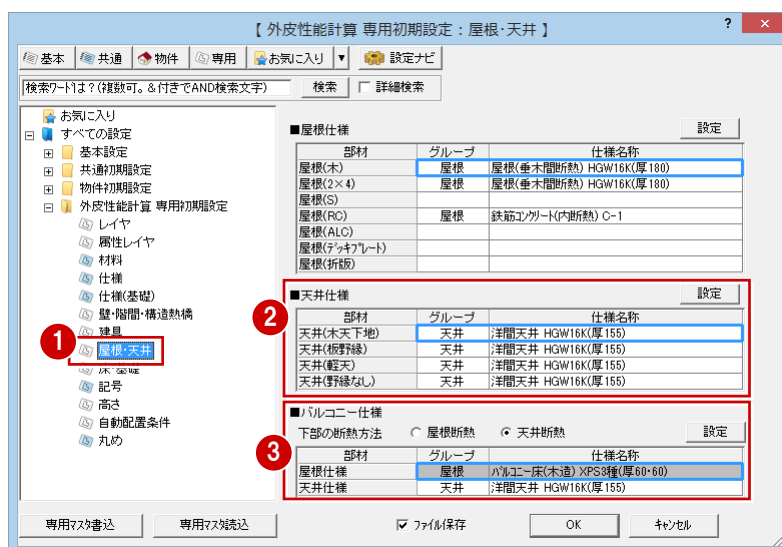 【 外皮性能計算 専用初期設定：屋根・天井 】
? ×
基本 共通 物件 専用 お気に入り ▼ 設定ナビ
検索ワードは？(複数可。＆付きでAND検索文字) 検索 詳細検索
お気に入り
すべての設定
基本設定
共通初期設定
物件初期設定
外皮性能計算 専用初期設定
レイヤ
属性レイヤ
材料
仕様
仕様(基礎)
壁・階間・構造熱橋
建具
1
屋根・天井
床・基礎
記号
高さ
自動配置条件
丸め
■屋根仕様 設定
部材 グループ 仕様名称
屋根(木) 屋根 屋根(垂木間断熱) HGW16K(厚180)
屋根(2×4) 屋根 屋根(垂木間断熱) HGW16K(厚180)
屋根(S)
屋根(RC) 屋根 鉄筋コンクリート(内断熱) C-1
屋根(ALC)
屋根(デッキプレート)
屋根(折版)
2
■天井仕様 設定
部材 グループ 仕様名称
天井(木天下地) 天井 洋間天井 HGW16K(厚155)
天井(板野縁) 天井 洋間天井 HGW16K(厚155)
天井(軽天) 天井 洋間天井 HGW16K(厚155)
天井(野縁なし) 天井 洋間天井 HGW16K(厚155)
3
■バルコニー仕様
下部の断熱方法 屋根断熱 天井断熱 設定
部材 グループ 仕様名称
屋根仕様 屋根 バルコニー床(木造) XPS3種(厚60・60)
天井仕様 天井 洋間天井 HGW16K(厚155)
専用マスタ書込 専用マスタ読込 ファイル保存 OK キャンセル